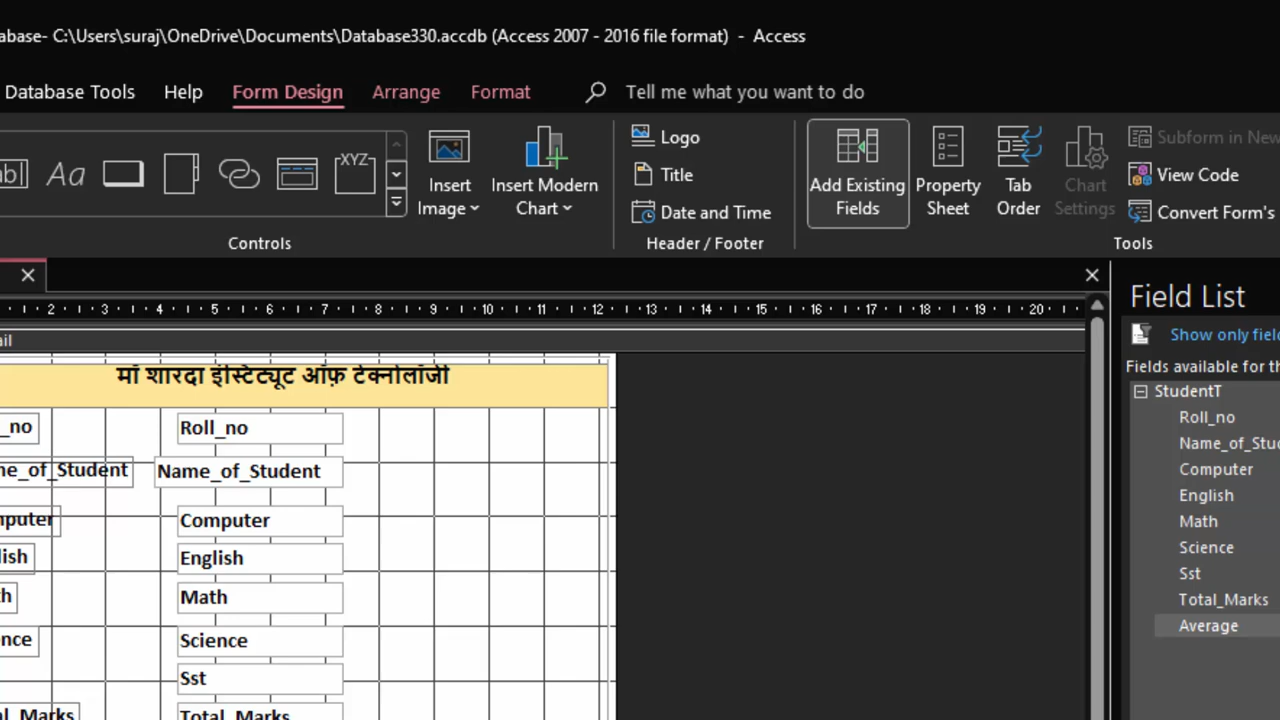 abase- C:\Users\suraj\OneDrive\Documents\Database330.accdb (Access 2007 - 2016 file format) - Access
Database Tools Help Form Design Arrange Format Tell me what you want to do
ab Aa XYZ
Insert Image
Insert Modern Chart
Controls
Logo
Title
Date and Time
Header / Footer
Add Existing Fields
Property Sheet
Tab Order
Chart Settings
Subform in New
View Code
Convert Form's
Tools
2 3 4 5 6 7 8 9 10 11 12 13 14 15 16 17 18 19 20
ail
माँ शारदा इंस्टिट्यूट ऑफ़ टेक्नोलॉजी
_no Roll_no
ne_of_Student Name_of_Student
mputer Computer
lish English
th Math
nce Science
Sst
al_Marks Total_Marks
Field List
Show only fiel
Fields available for th
StudentT
Roll_no
Name_of_Stu
Computer
English
Math
Science
Sst
Total_Marks
Average